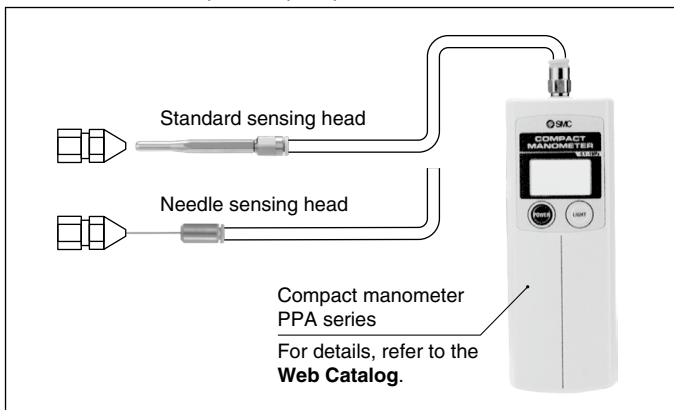 Standard sensing head
Needle sensing head
SMC
COMPACT
MANOMETER
POWER
LIGHT
Compact manometer
PPA series
For details, refer to the
Web Catalog.